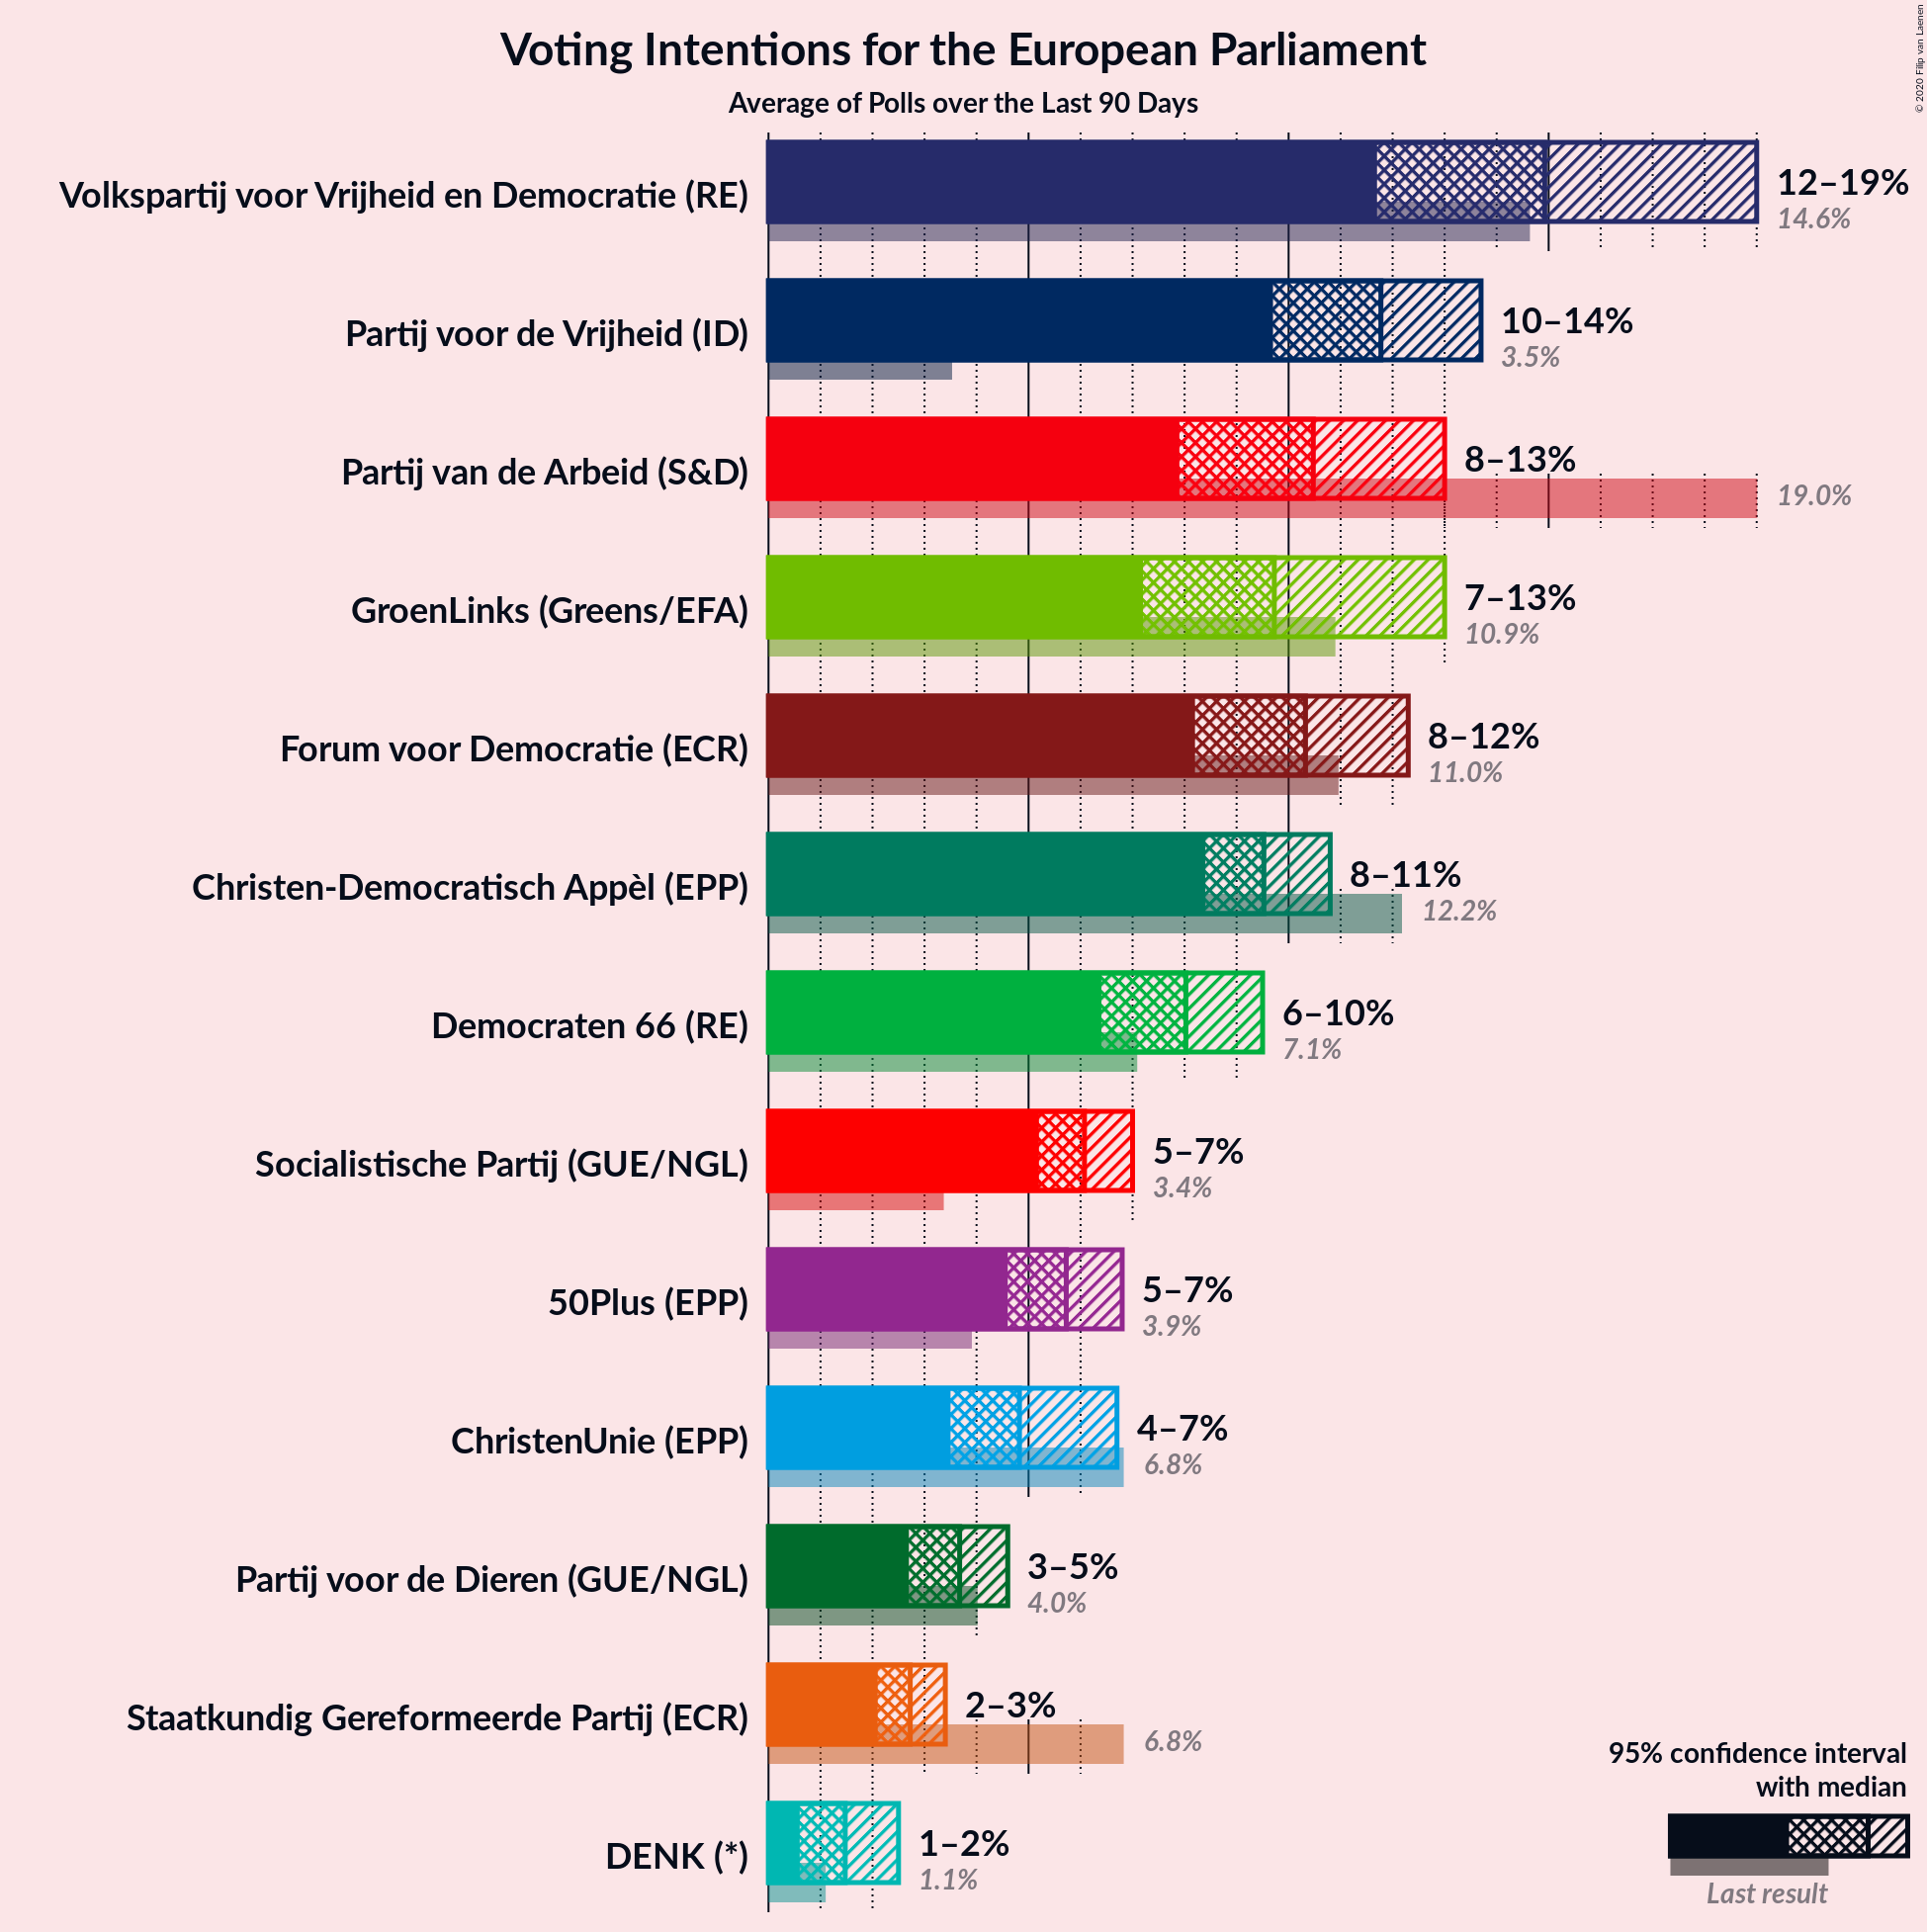 Voting Intentions for the European Parliament
Average of Polls over the Last 90 Days
© 2020 Filip van Laenen
Volkspartij voor Vrijheid en Democratie (RE)
12–19%
14.6%
Partij voor de Vrijheid (ID)
10–14%
3.5%
Partij van de Arbeid (S&D)
8–13%
19.0%
GroenLinks (Greens/EFA)
7–13%
10.9%
Forum voor Democratie (ECR)
8–12%
11.0%
Christen-Democratisch Appèl (EPP)
8–11%
12.2%
Democraten 66 (RE)
6–10%
7.1%
Socialistische Partij (GUE/NGL)
5–7%
3.4%
50Plus (EPP)
5–7%
3.9%
ChristenUnie (EPP)
4–7%
6.8%
Partij voor de Dieren (GUE/NGL)
3–5%
4.0%
Staatkundig Gereformeerde Partij (ECR)
2–3%
6.8%
DENK (*)
1–2%
1.1%
95% confidence interval
with median
Last result